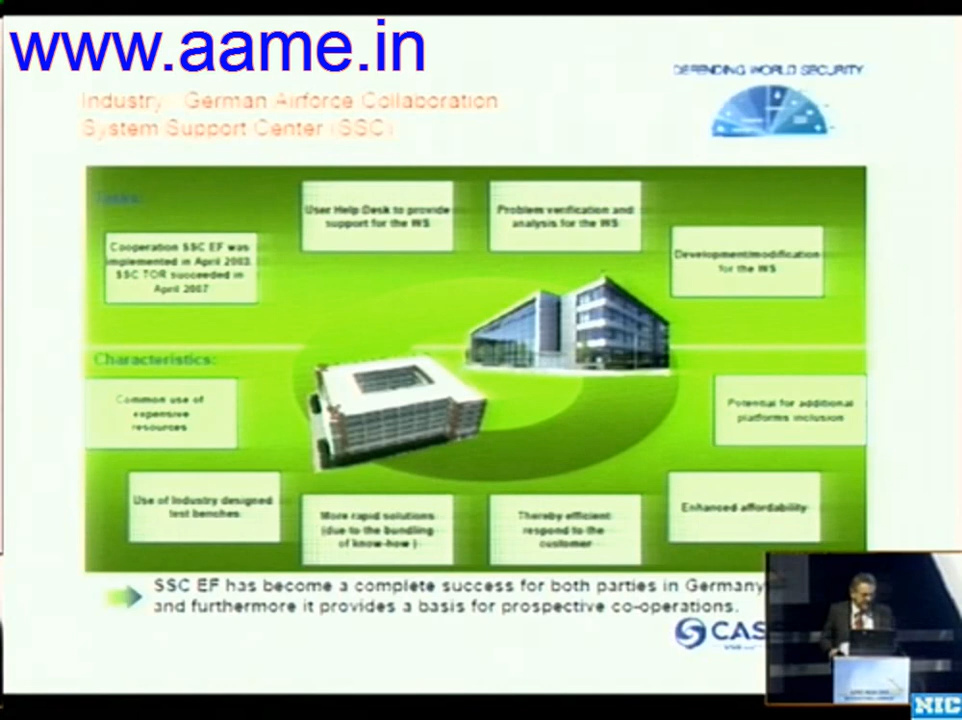 www.aame.in
DEFENDING WORLD SECURITY
Industry - German Airforce Collaboration
System Support Center (SSC)
Tasks:
User Help Desk to provide
support for the WS
Problem verification and
analysis for the WS
Cooperation SSC EF was
implemented in April 2003.
SSC TOR succeeded in
April 2007
Development/modification
for the WS
Characteristics:
Common use of
expensive
resources
Potential for additional
platforms inclusion
Use of Industry designed
test benches
More rapid solutions
(due to the bundling
of know-how )
Thereby efficient
respond to the
customer
Enhanced affordability
SSC EF has become a complete success for both parties in Germany
and furthermore it provides a basis for prospective co-operations.
CAS
NIC